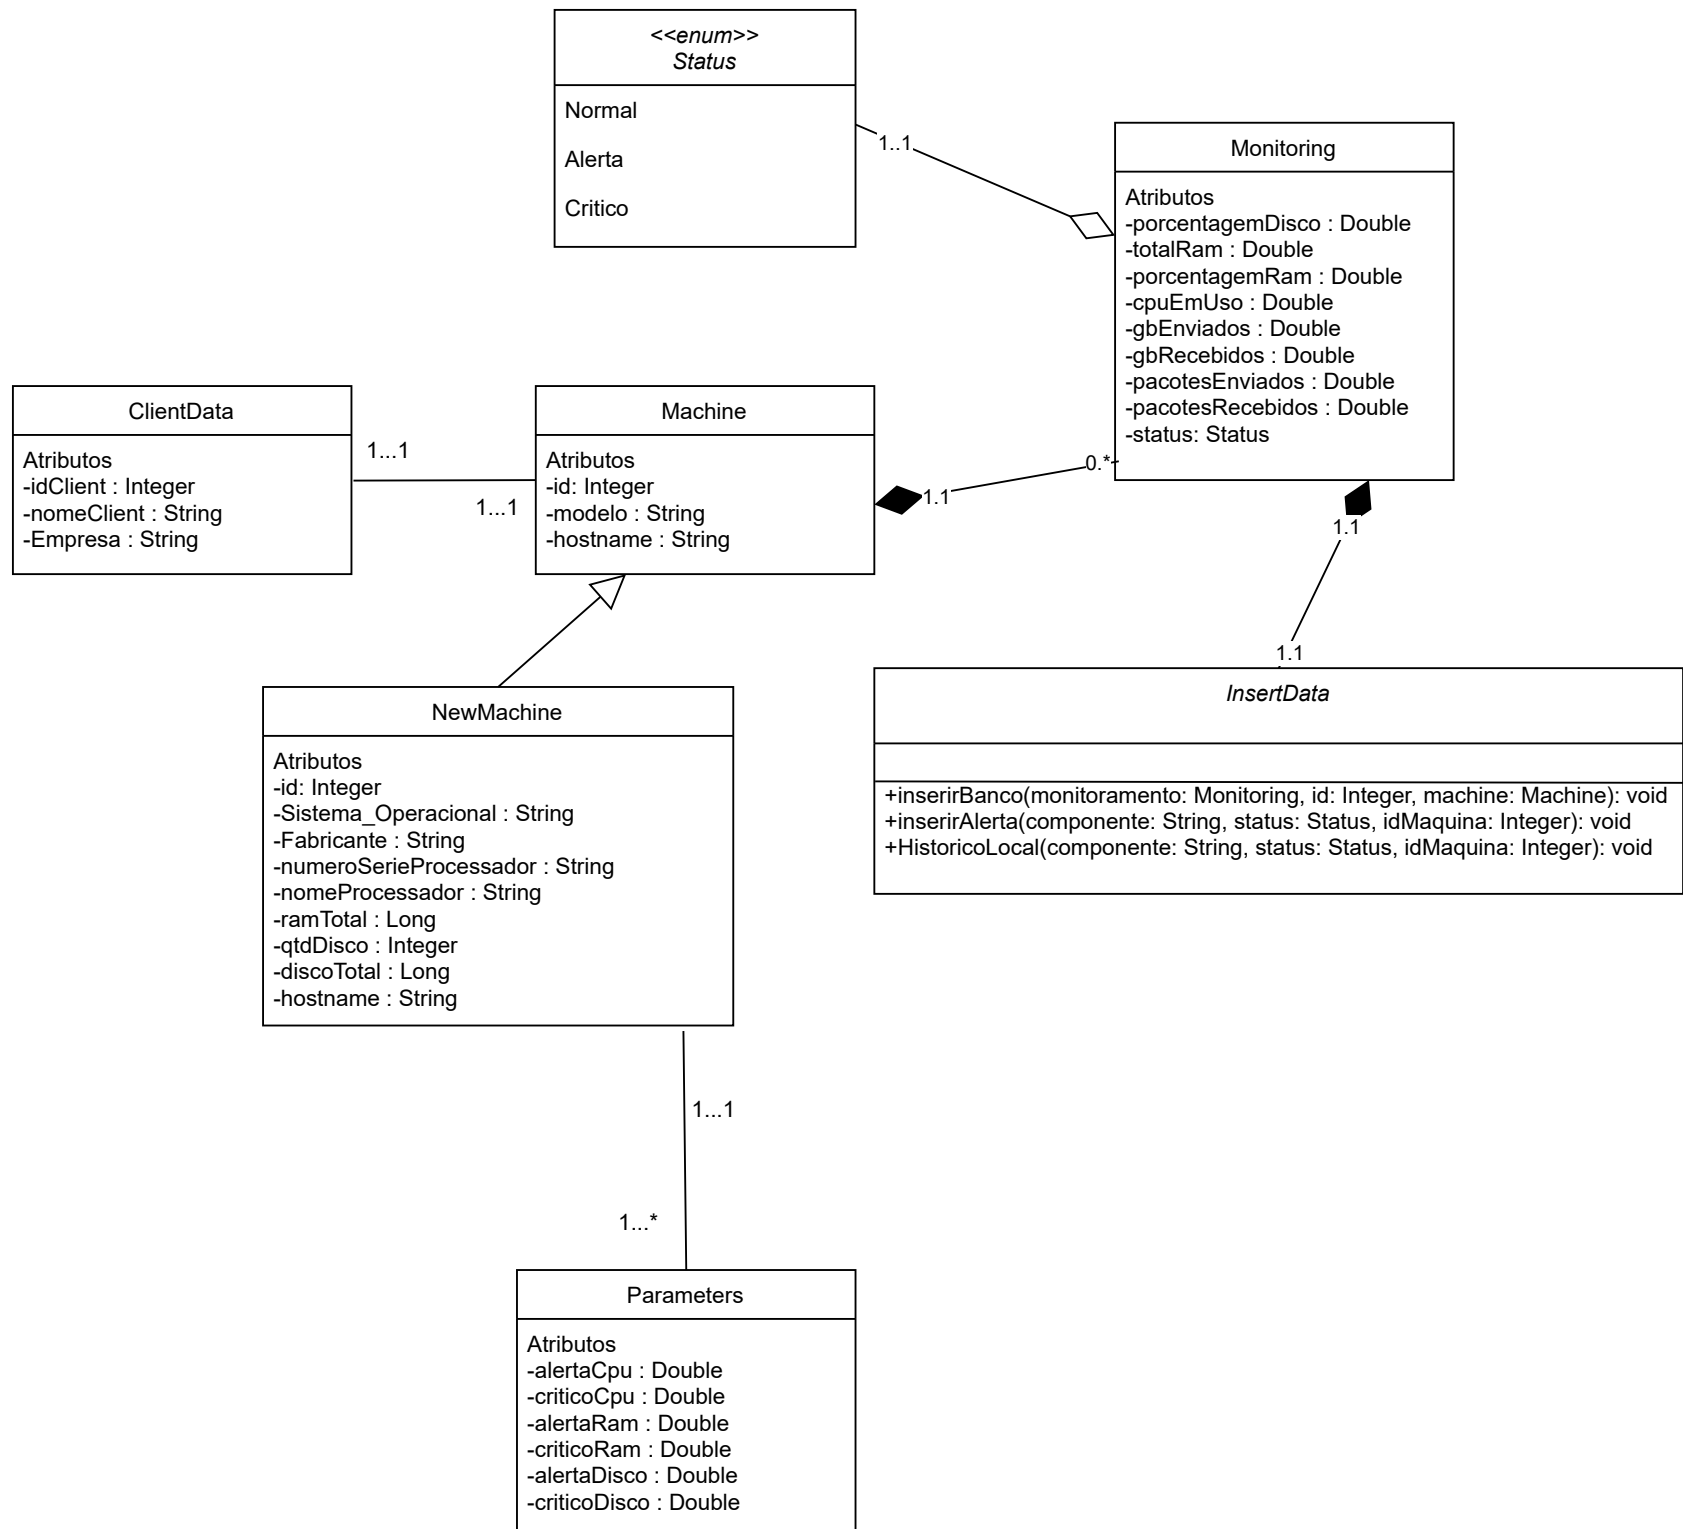 <<enum>>
Status
Normal
Alerta
Critico
1..1
Monitoring
Atributos
-porcentagemDisco : Double
-totalRam : Double
-porcentagemRam : Double
-cpuEmUso : Double
-gbEnviados : Double
-gbRecebidos : Double
-pacotesEnviados : Double
-pacotesRecebidos : Double
-status: Status
ClientData
Atributos
-idClient : Integer
-nomeClient : String
-Empresa : String
1...1
1...1
Machine
Atributos
-id: Integer
-modelo : String
-hostname : String
1.1
0.*
1.1
1.1
InsertData
+inserirBanco(monitoramento: Monitoring, id: Integer, machine: Machine): void
+inserirAlerta(componente: String, status: Status, idMaquina: Integer): void
+HistoricoLocal(componente: String, status: Status, idMaquina: Integer): void
NewMachine
Atributos
-id: Integer
-Sistema_Operacional : String
-Fabricante : String
-numeroSerieProcessador : String
-nomeProcessador : String
-ramTotal : Long
-qtdDisco : Integer
-discoTotal : Long
-hostname : String
1...1
1...*
Parameters
Atributos
-alertaCpu : Double
-criticoCpu : Double
-alertaRam : Double
-criticoRam : Double
-alertaDisco : Double
-criticoDisco : Double